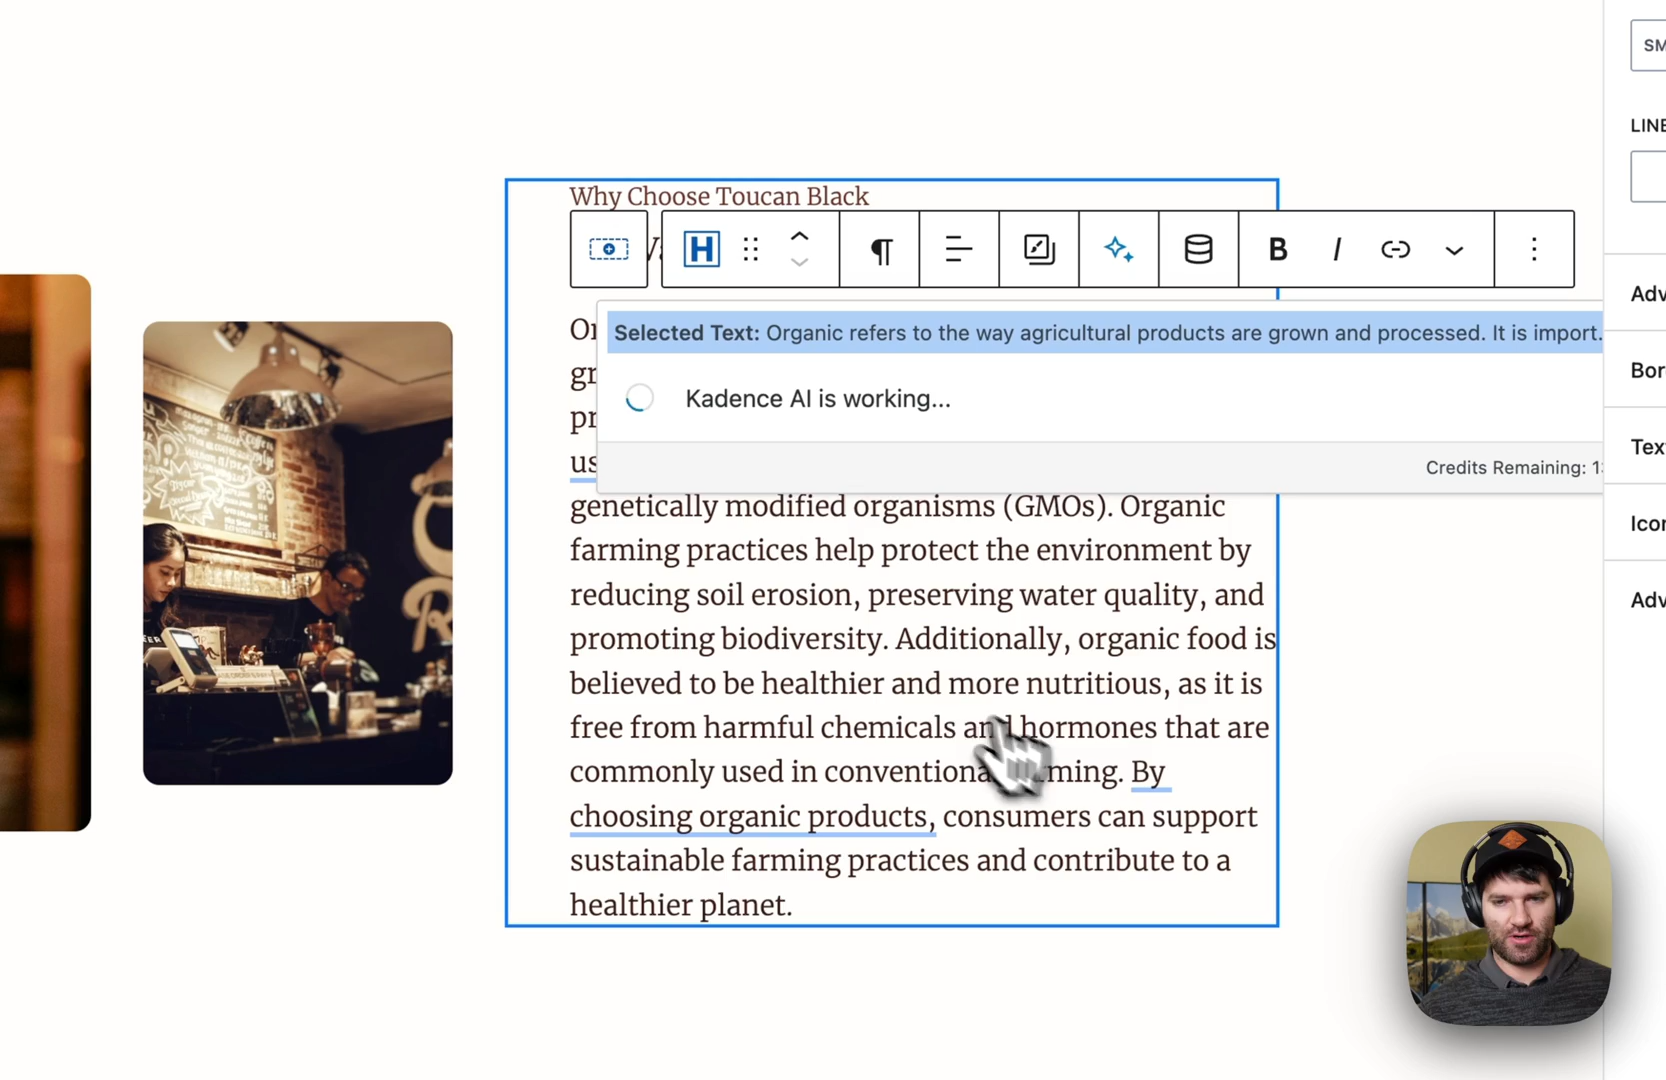 SM
LINE
Why Choose Toucan Black
H
B I
Selected Text: Organic refers to the way agricultural products are grown and processed. It is import.
Kadence AI is working...
Credits Remaining:
genetically modified organisms (GMOs). Organic
farming practices help protect the environment by
reducing soil erosion, preserving water quality, and
promoting biodiversity. Additionally, organic food is
believed to be healthier and more nutritious, as it is
free from harmful chemicals and hormones that are
commonly used in conventional farming. By
choosing organic products, consumers can support
sustainable farming practices and contribute to a
healthier planet.
Adv
Bor
Tex
Icon
Adv